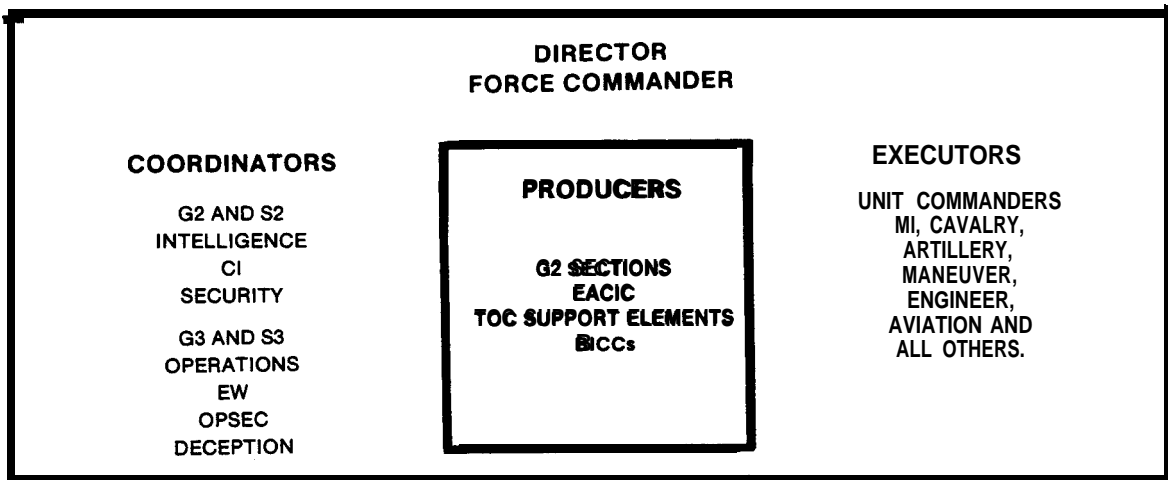 DIRECTOR
FORCE COMMANDER
COORDINATORS
G2 AND S2
INTELLIGENCE
CI
SECURITY
G3 AND S3
OPERATIONS
EW
OPSEC
DECEPTION
PRODUCERS
G2 SECTIONS
EACIC
TOC SUPPORT ELEMENTS
BICCs
EXECUTORS
UNIT COMMANDERS
MI, CAVALRY,
ARTILLERY,
MANEUVER,
ENGINEER,
AVIATION AND
ALL OTHERS.